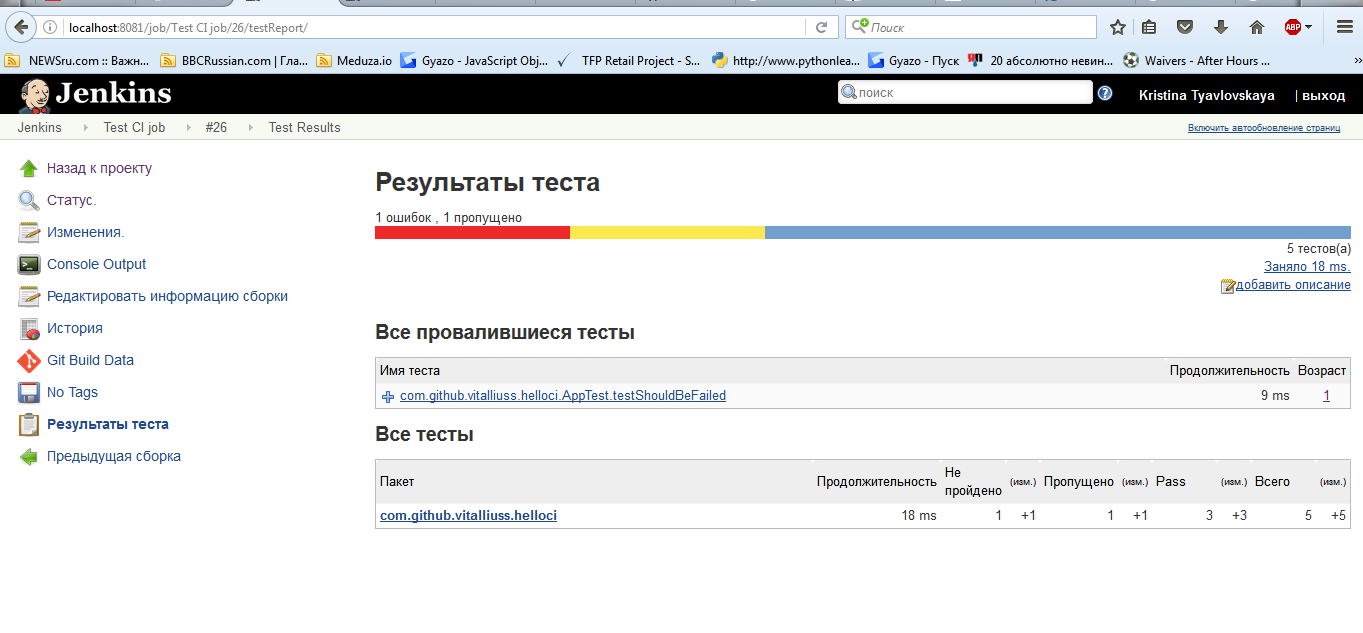 localhost:8081/job/Test CI job/26/testReport/
Поиск
ABP
NEWSru.com :: Важн... BBCRussian.com | Гла... Meduza.io Gyazo - JavaScript Obj... TFP Retail Project - S... http://www.pythonlea... Gyazo - Пуск 20 абсолютно невин... Waivers - After Hours ... »
Jenkins
поиск
?
Kristina Tyavlovskaya | выход
Jenkins Test CI job #26 Test Results
Включить автообновление страниц
Назад к проекту
Статус.
Изменения.
Console Output
Редактировать информацию сборки
История
Git Build Data
No Tags
Результаты теста
Предыдущая сборка
Результаты теста
1 ошибок , 1 пропущено
5 тестов(а)
Заняло 18 ms.
добавить описание
Все провалившиеся тесты
Имя теста Продолжительность Возраст
com.github.vitalliuss.helloci.AppTest.testShouldBeFailed 9 ms 1
Все тесты
Пакет Продолжительность Не пройдено (изм.) Пропущено (изм.) Pass (изм.) Всего (изм.)
com.github.vitalliuss.helloci 18 ms 1 +1 1 +1 3 +3 5 +5